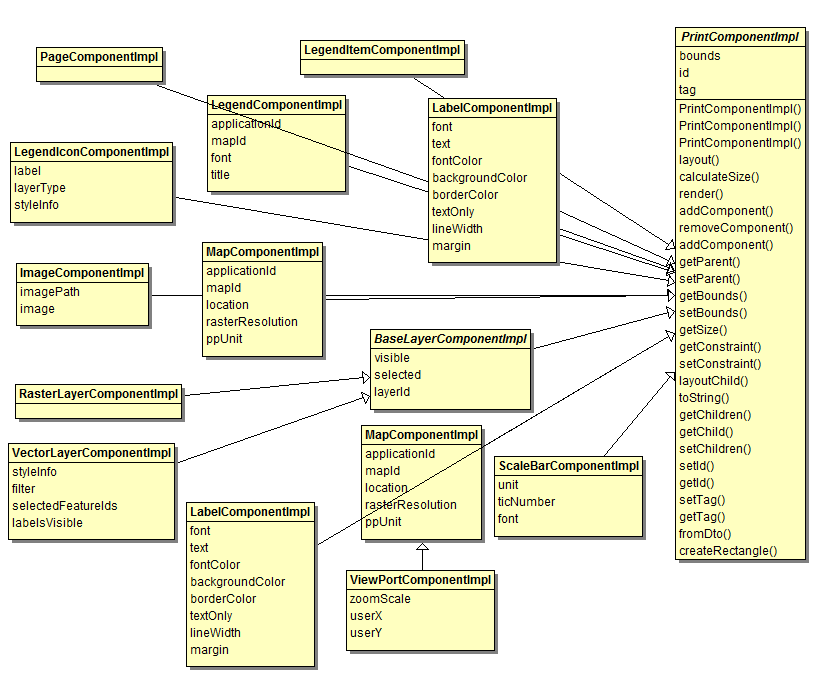 PageComponentImpl
LegendItemComponentImpl
PrintComponentImpl
bounds
id
tag
PrintComponentImpl()
PrintComponentImpl()
PrintComponentImpl()
layout()
calculateSize()
render()
addComponent()
removeComponent()
addComponent()
getParent()
setParent()
getBounds()
setBounds()
getSize()
getConstraint()
setConstraint()
layoutChild()
toString()
getChildren()
getChild()
setChildren()
setId()
getId()
setTag()
getTag()
fromDto()
createRectangle()
LegendComponentImpl
applicationId
mapId
font
title
LabelComponentImpl
font
text
fontColor
backgroundColor
borderColor
textOnly
lineWidth
margin
LegendIconComponentImpl
label
layerType
styleInfo
MapComponentImpl
applicationId
mapId
location
rasterResolution
ppUnit
ImageComponentImpl
imagePath
image
BaseLayerComponentImpl
visible
selected
layerId
RasterLayerComponentImpl
VectorLayerComponentImpl
styleInfo
filter
selectedFeatureIds
labelsVisible
MapComponentImpl
applicationId
mapId
location
rasterResolution
ppUnit
ScaleBarComponentImpl
unit
ticNumber
font
LabelComponentImpl
font
text
fontColor
backgroundColor
borderColor
textOnly
lineWidth
margin
ViewPortComponentImpl
zoomScale
userX
userY